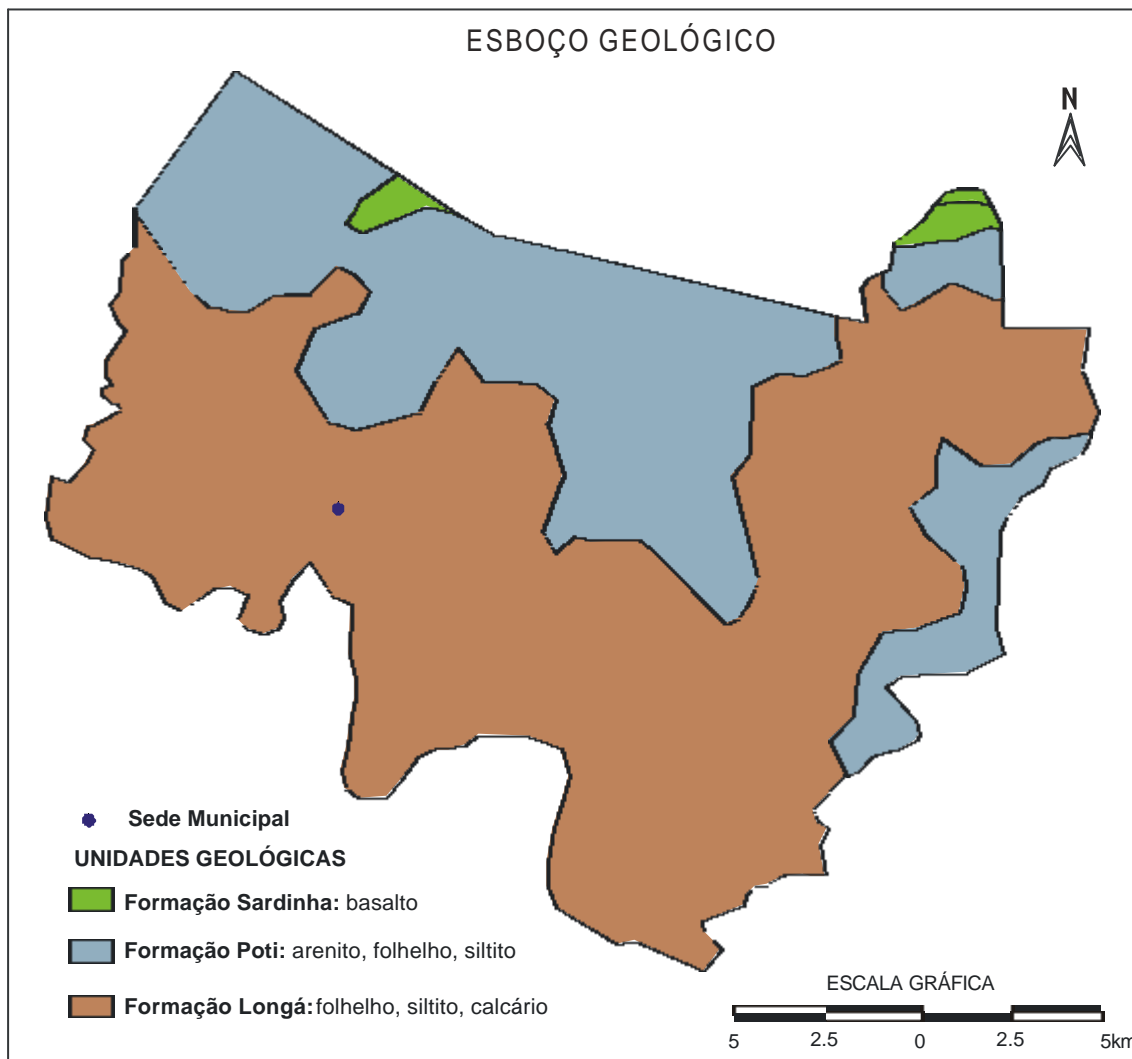 ESBOÇO GEOLÓGICO
N
Sede Municipal
UNIDADES GEOLÓGICAS
Formação Sardinha: basalto
Formação Poti: arenito, folhelho, siltito
Formação Longá: folhelho, siltito, calcário
ESCALA GRÁFICA
5 2.5 0 2.5 5km